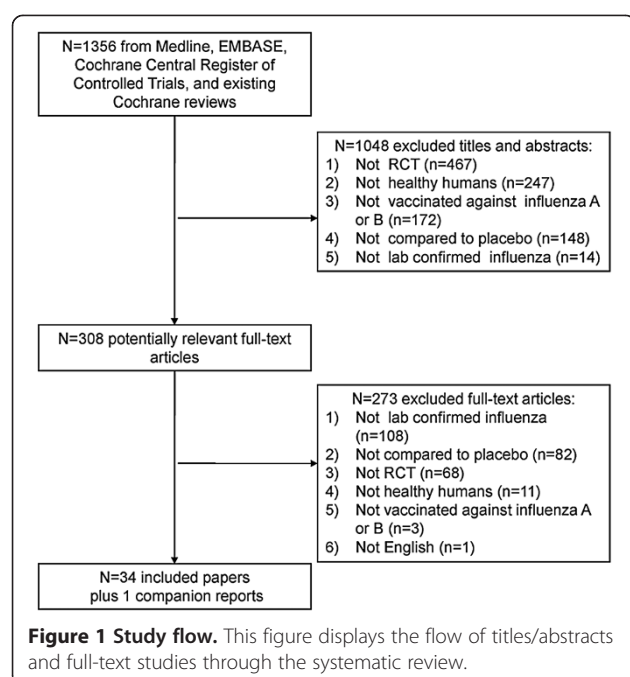 N=1356 from Medline, EMBASE,
Cochrane Central Register of
Controlled Trials, and existing
Cochrane reviews
N=1048 excluded titles and abstracts:
1) Not RCT (n=467)
2) Not healthy humans (n=247)
3) Not vaccinated against influenza A
or B (n=172)
4) Not compared to placebo (n=148)
5) Not lab confirmed influenza (n=14)
N=308 potentially relevant full-text
articles
N=273 excluded full-text articles:
1) Not lab confirmed influenza
(n=108)
2) Not compared to placebo (n=82)
3) Not RCT (n=68)
4) Not healthy humans (n=11)
5) Not vaccinated against influenza A
or B (n=3)
6) Not English (n=1)
N=34 included papers
plus 1 companion reports
Figure 1 Study flow. This figure displays the flow of titles/abstracts
and full-text studies through the systematic review.